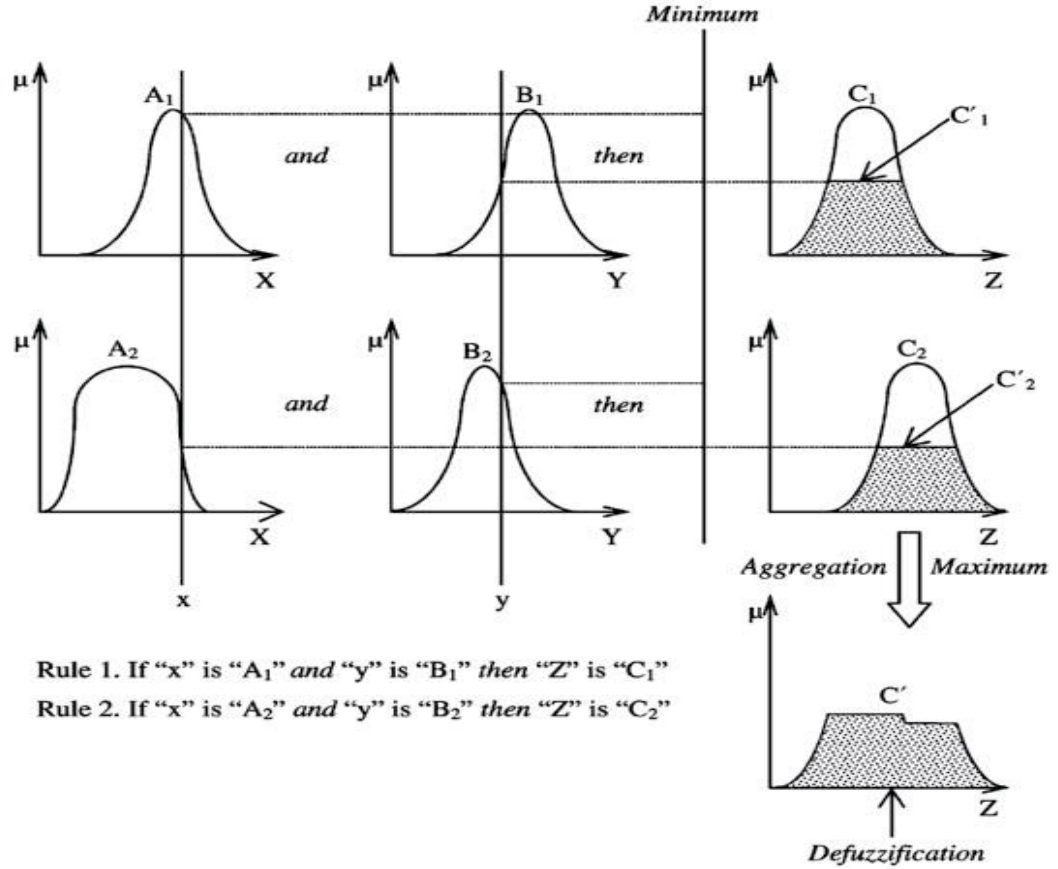 Minimum
μ
A₁
and
X
μ
B₁
then
Y
μ
C₁
C′₁
Z
μ
A₂
and
X
x
μ
B₂
then
Y
y
μ
C₂
C′₂
Z
Aggregation Maximum
μ
C′
Z
Defuzzification
Rule 1. If “x” is “A₁” and “y” is “B₁” then “Z” is “C₁”
Rule 2. If “x” is “A₂” and “y” is “B₂” then “Z” is “C₂”